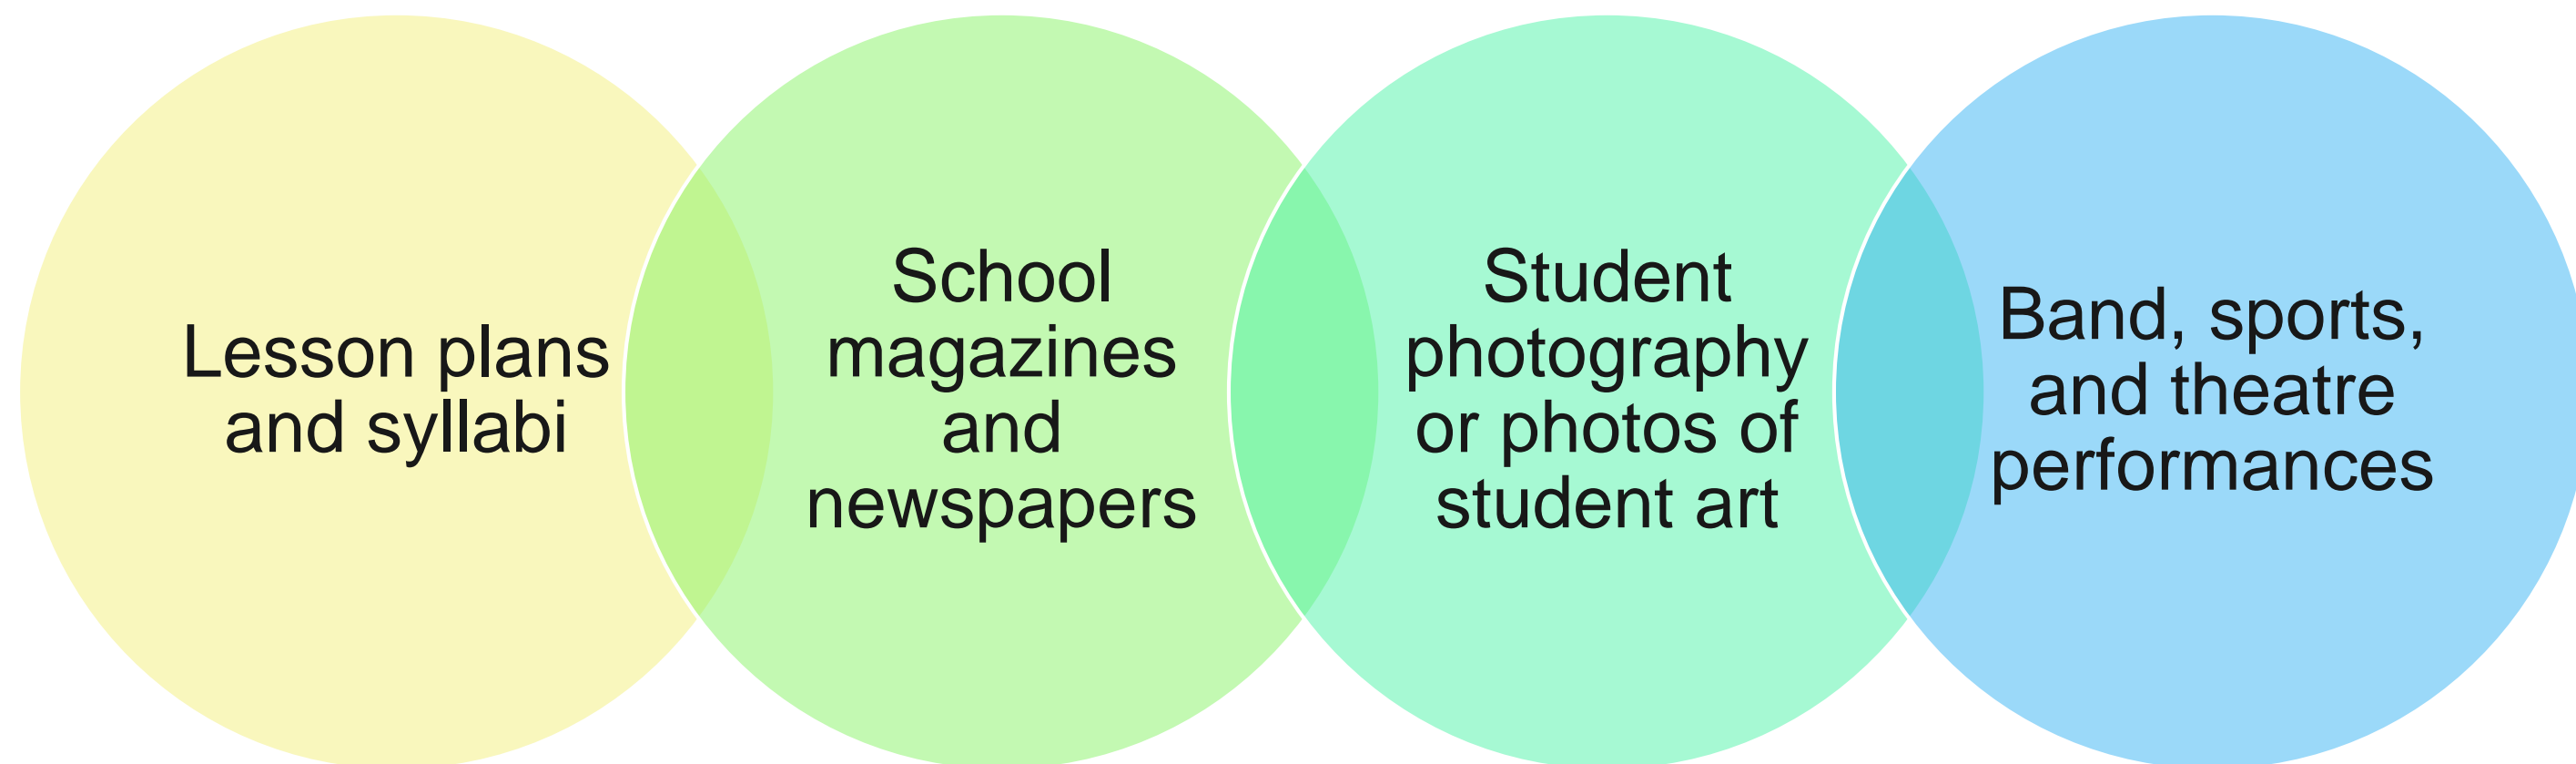 Lesson plans
and syllabi
School
magazines
and
newspapers
Student
photography
or photos of
student art
Band, sports,
and theatre
performances